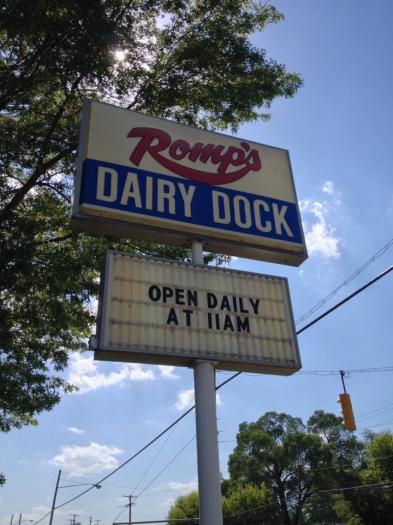 Romp's
DAIRY DOCK
OPEN DAILY
AT 11AM